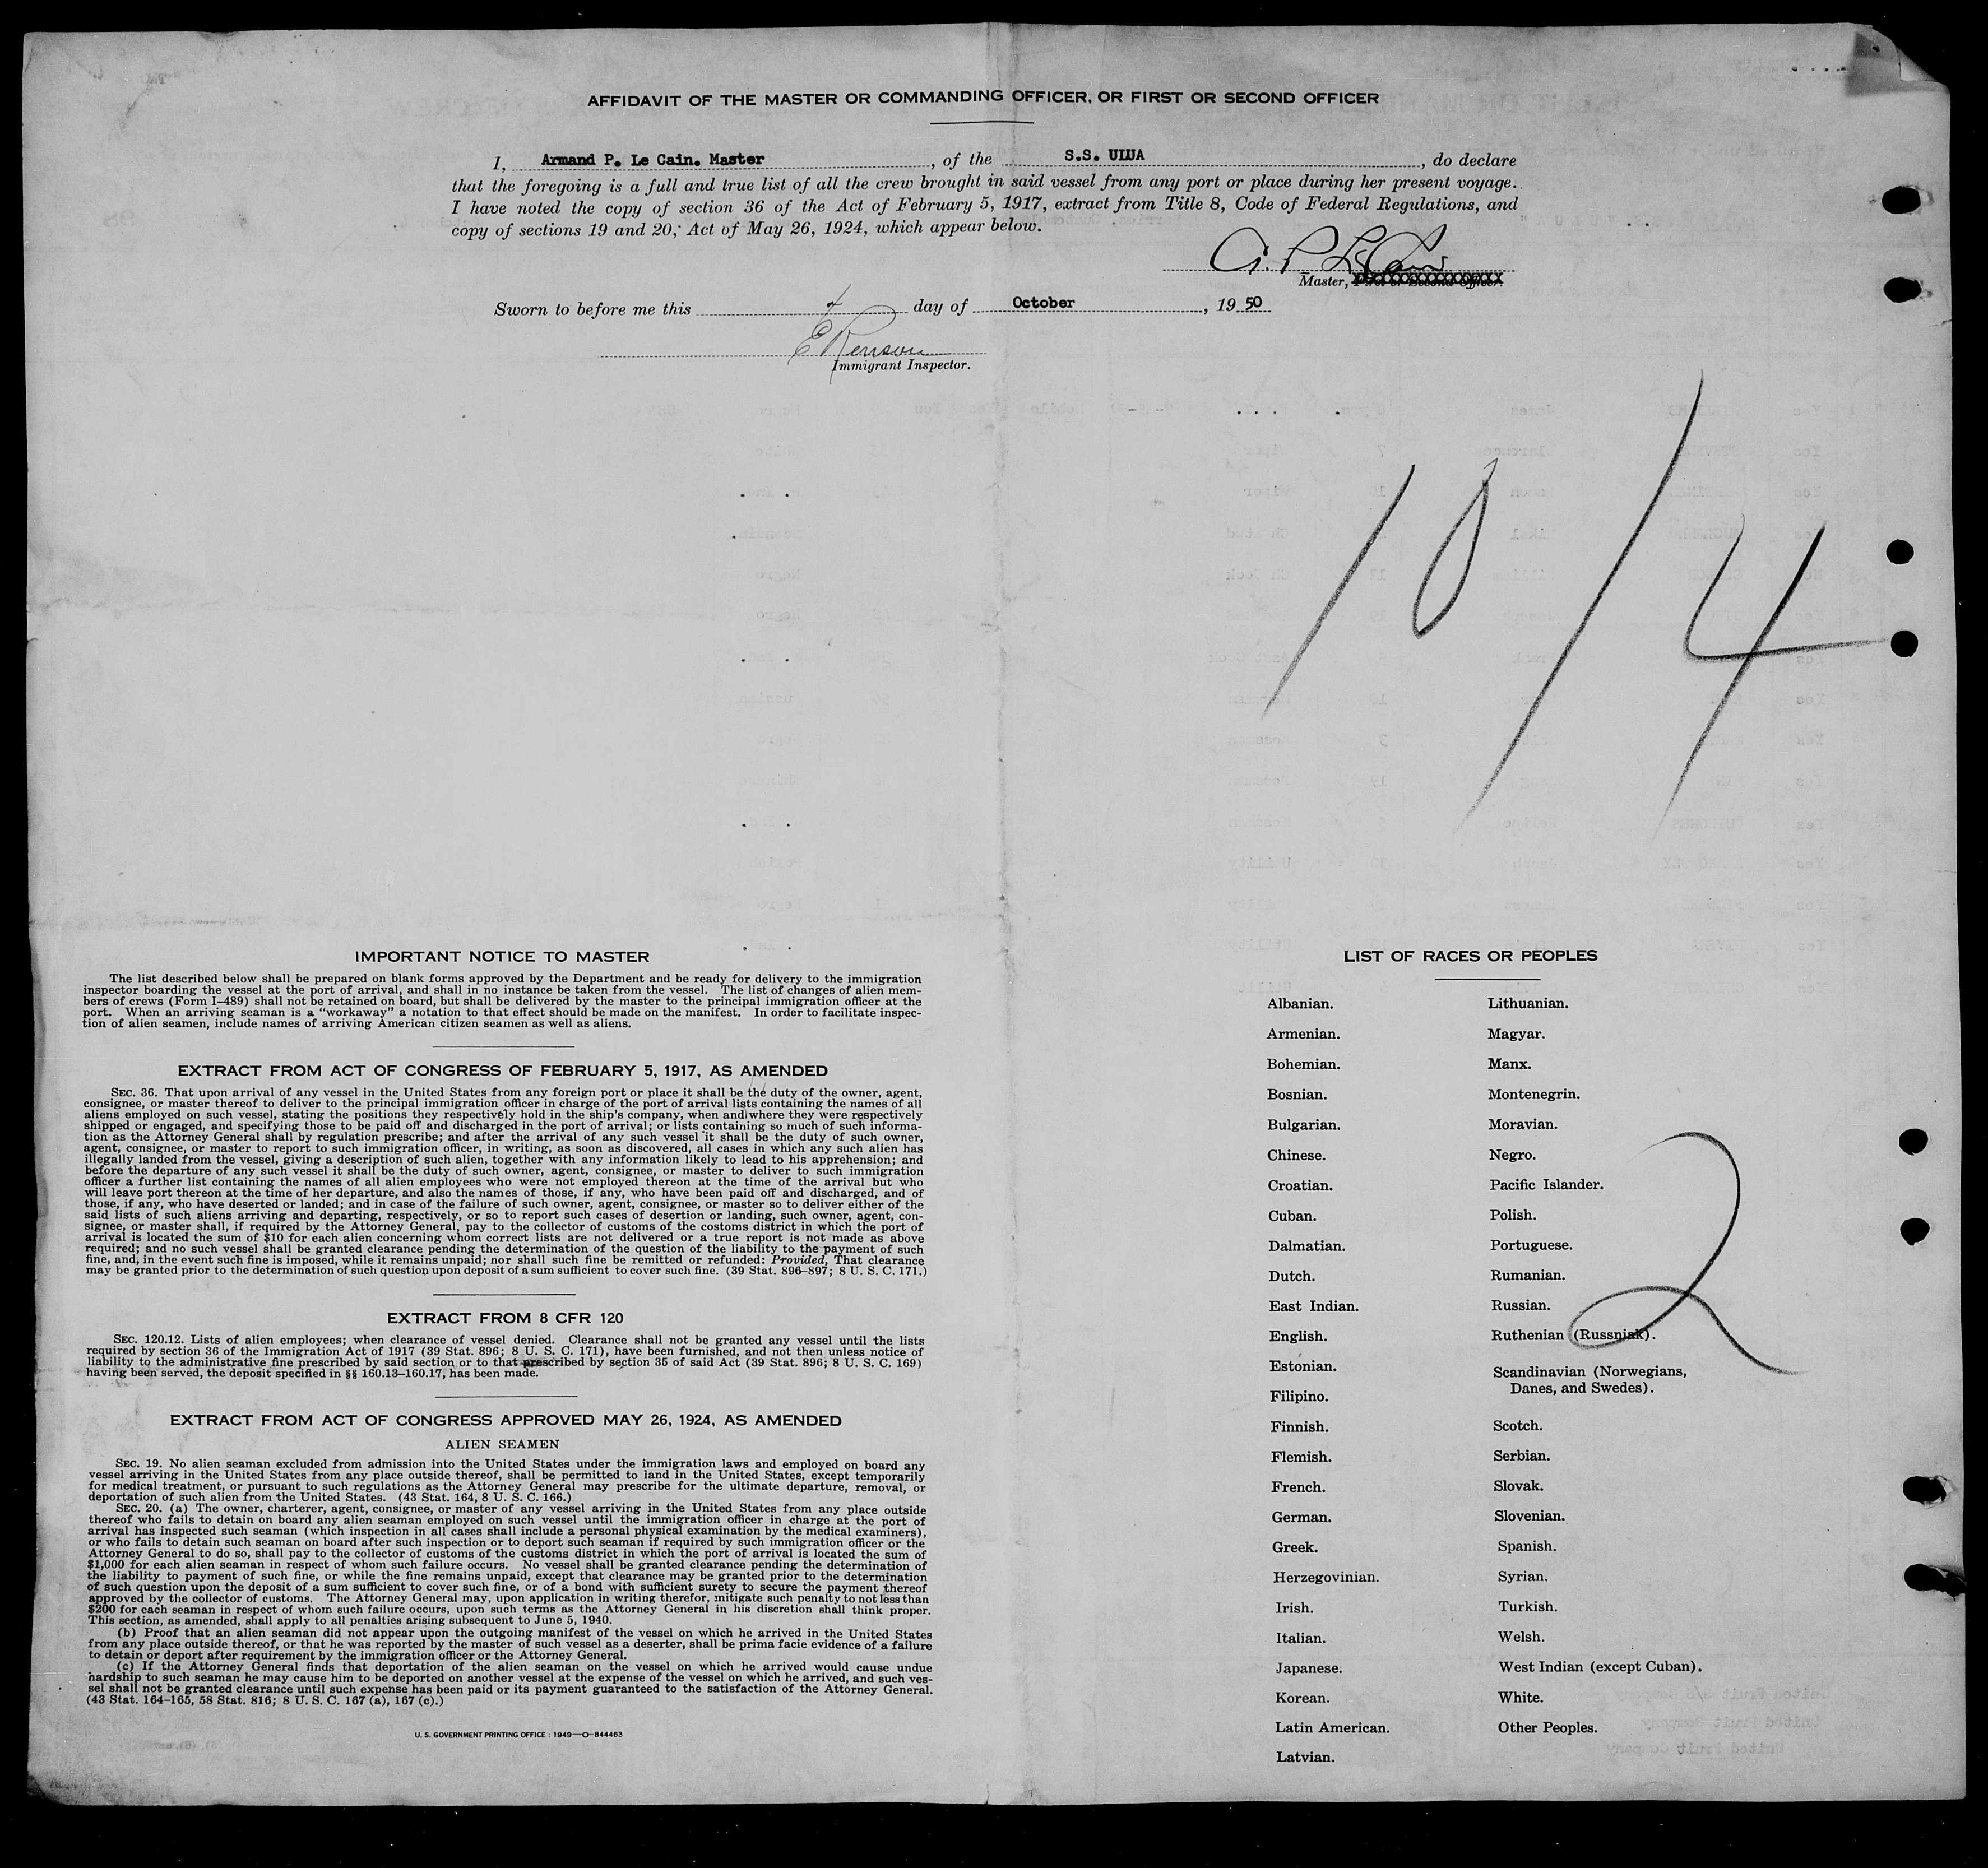 AFFIDAVIT OF THE MASTER OR COMMANDING OFFICER, OR FIRST OR SECOND OFFICER
I, Armand P. Le Cain. Master, of the S.S. ULUA, do declare
that the foregoing is a full and true list of all the crew brought in said vessel from any port or place during her present voyage.
I have noted the copy of section 36 of the Act of February 5, 1917, extract from Title 8, Code of Federal Regulations, and
copy of sections 19 and 20, Act of May 26, 1924, which appear below.
A. P. Le Cain
Master, First or Second Officer.
Sworn to before me this 4 day of October, 19 50
Immigrant Inspector.
10/4
IMPORTANT NOTICE TO MASTER
The list described below shall be prepared on blank forms approved by the Department and be ready for delivery to the immigration
inspector boarding the vessel at the port of arrival, and shall in no instance be taken from the vessel. The list of changes of alien mem-
bers of crews (Form I–489) shall not be retained on board, but shall be delivered by the master to the principal immigration officer at the
port. When an arriving seaman is a “workaway” a notation to that effect should be made on the manifest. In order to facilitate inspec-
tion of alien seamen, include names of arriving American citizen seamen as well as aliens.
EXTRACT FROM ACT OF CONGRESS OF FEBRUARY 5, 1917, AS AMENDED
SEC. 36. That upon arrival of any vessel in the United States from any foreign port or place it shall be the duty of the owner, agent,
consignee, or master thereof to deliver to the principal immigration officer in charge of the port of arrival lists containing the names of all
aliens employed on such vessel, stating the positions they respectively hold in the ship's company, when and where they were respectively
shipped or engaged, and specifying those to be paid off and discharged in the port of arrival; or lists containing so much of such informa-
tion as the Attorney General shall by regulation prescribe; and after the arrival of any such vessel it shall be the duty of such owner,
agent, consignee, or master to report to such immigration officer, in writing, as soon as discovered, all cases in which any such alien has
illegally landed from the vessel, giving a description of such alien, together with any information likely to lead to his apprehension; and
before the departure of any such vessel it shall be the duty of such owner, agent, consignee, or master to deliver to such immigration
officer a further list containing the names of all alien employees who were not employed thereon at the time of the arrival but who
will leave port thereon at the time of her departure, and also the names of those, if any, who have been paid off and discharged, and of
those, if any, who have deserted or landed; and in case of the failure of such owner, agent, consignee, or master so to deliver either of the
said lists of such aliens arriving and departing, respectively, or so to report such cases of desertion or landing, such owner, agent, con-
signee, or master shall, if required by the Attorney General, pay to the collector of customs of the costoms district in which the port of
arrival is located the sum of $10 for each alien concerning whom correct lists are not delivered or a true report is not made as above
required; and no such vessel shall be granted clearance pending the determination of the question of the liability to the payment of such
fine, and, in the event such fine is imposed, while it remains unpaid; nor shall such fine be remitted or refunded: Provided, That clearance
may be granted prior to the determination of such question upon deposit of a sum sufficient to cover such fine. (39 Stat. 896–897; 8 U. S. C. 171.)
EXTRACT FROM 8 CFR 120
SEC. 120.12. Lists of alien employees; when clearance of vessel denied. Clearance shall not be granted any vessel until the lists
required by section 36 of the Immigration Act of 1917 (39 Stat. 896; 8 U. S. C. 171), have been furnished, and not then unless notice of
liability to the administrative fine prescribed by said section or to that prescribed by section 35 of said Act (39 Stat. 896; 8 U. S. C. 169)
having been served, the deposit specified in §§ 160.13–160.17, has been made.
EXTRACT FROM ACT OF CONGRESS APPROVED MAY 26, 1924, AS AMENDED
ALIEN SEAMEN
SEC. 19. No alien seaman excluded from admission into the United States under the immigration laws and employed on board any
vessel arriving in the United States from any place outside thereof, shall be permitted to land in the United States, except temporarily
for medical treatment, or pursuant to such regulations as the Attorney General may prescribe for the ultimate departure, removal, or
deportation of such alien from the United States. (43 Stat. 164, 8 U. S. C. 166.)
SEC. 20. (a) The owner, charterer, agent, consignee, or master of any vessel arriving in the United States from any place outside
thereof who fails to detain on board any alien seaman employed on such vessel until the immigration officer in charge at the port of
arrival has inspected such seaman (which inspection in all cases shall include a personal physical examination by the medical examiners),
or who fails to detain such seaman on board after such inspection or to deport such seaman if required by such immigration officer or the
Attorney General to do so, shall pay to the collector of customs of the customs district in which the port of arrival is located the sum of
$1,000 for each alien seaman in respect of whom such failure occurs. No vessel shall be granted clearance pending the determination of
the liability to payment of such fine, or while the fine remains unpaid, except that clearance may be granted prior to the determination
of such question upon the deposit of a sum sufficient to cover such fine, or of a bond with sufficient surety to secure the payment thereof
approved by the collector of customs. The Attorney General may, upon application in writing therefor, mitigate such penalty to not less than
$200 for each seaman in respect of whom such failure occurs, upon such terms as the Attorney General in his discretion shall think proper.
This section, as amended, shall apply to all penalties arising subsequent to June 5, 1940.
(b) Proof that an alien seaman did not appear upon the outgoing manifest of the vessel on which he arrived in the United States
from any place outside thereof, or that he was reported by the master of such vessel as a deserter, shall be prima facie evidence of a failure
to detain or deport after requirement by the immigration officer or the Attorney General.
(c) If the Attorney General finds that deportation of the alien seaman on the vessel on which he arrived would cause undue
hardship to such seaman he may cause him to be deported on another vessel at the expense of the vessel on which he arrived, and such ves-
sel shall not be granted clearance until such expense has been paid or its payment guaranteed to the satisfaction of the Attorney General.
(43 Stat. 164–165, 58 Stat. 816; 8 U. S. C. 167 (a), 167 (c).)
U. S. GOVERNMENT PRINTING OFFICE : 1949—O–844463
LIST OF RACES OR PEOPLES
Albanian.
Armenian.
Bohemian.
Bosnian.
Bulgarian.
Chinese.
Croatian.
Cuban.
Dalmatian.
Dutch.
East Indian.
English.
Estonian.
Filipino.
Finnish.
Flemish.
French.
German.
Greek.
Herzegovinian.
Irish.
Italian.
Japanese.
Korean.
Latin American.
Latvian.
Lithuanian.
Magyar.
Manx.
Montenegrin.
Moravian.
Negro.
Pacific Islander.
Polish.
Portuguese.
Rumanian.
Russian.
Ruthenian (Russniak).
Scandinavian (Norwegians,
Danes, and Swedes).
Scotch.
Serbian.
Slovak.
Slovenian.
Spanish.
Syrian.
Turkish.
Welsh.
West Indian (except Cuban).
White.
Other Peoples.
2